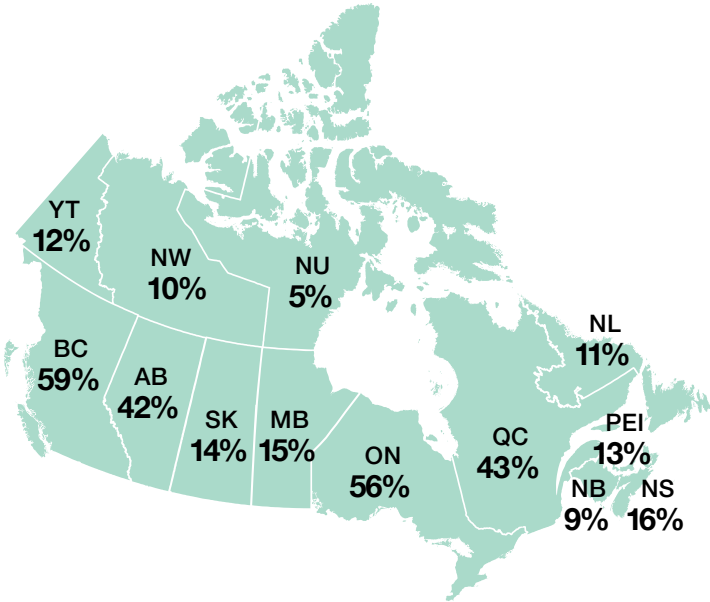 YT
12%
NW
10%
NU
5%
NL
11%
BC
59%
AB
42%
SK
14%
MB
15%
ON
56%
QC
43%
PEI
13%
NB
9%
NS
16%